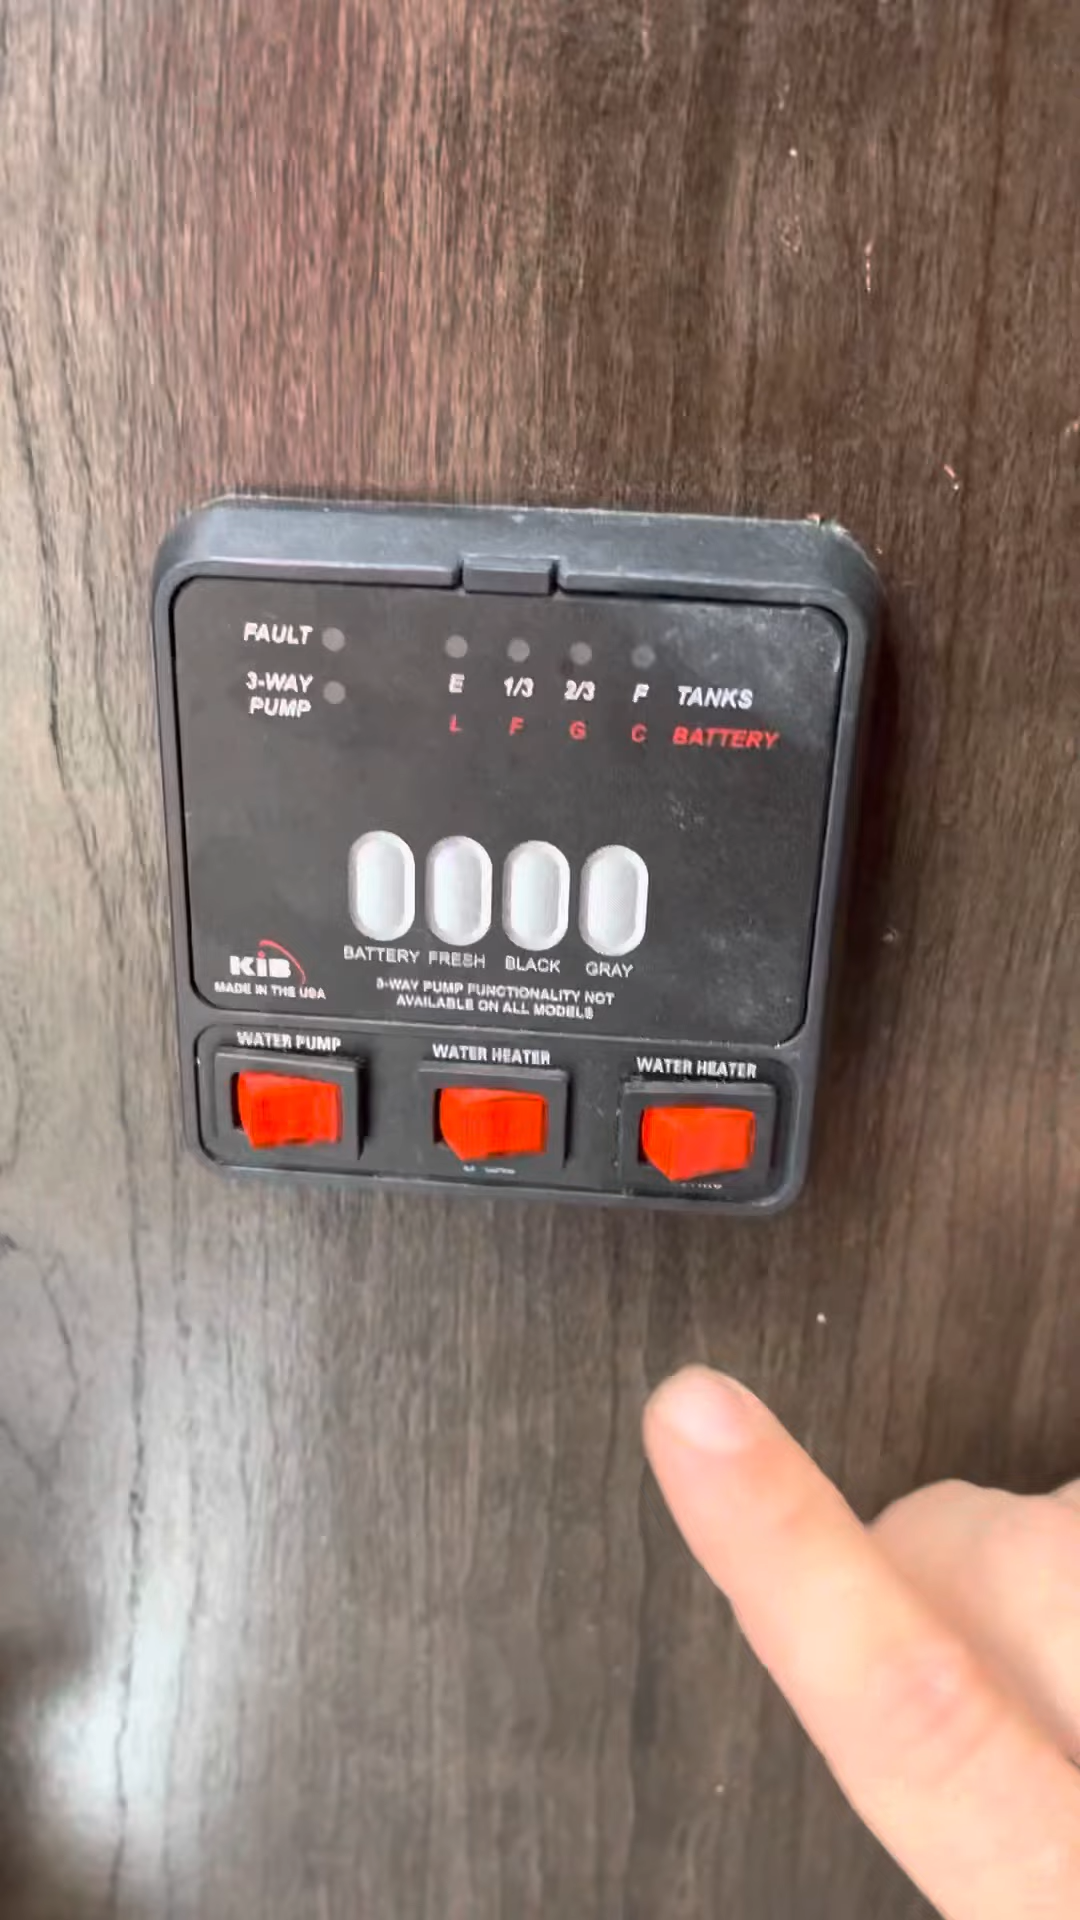 FAULT
E 1/3 2/3 F TANKS
3-WAY
PUMP
L F G C BATTERY
BATTERY FRESH BLACK GRAY
KiB
MADE IN THE USA
3-WAY PUMP FUNCTIONALITY NOT
AVAILABLE ON ALL MODELS
WATER PUMP WATER HEATER WATER HEATER